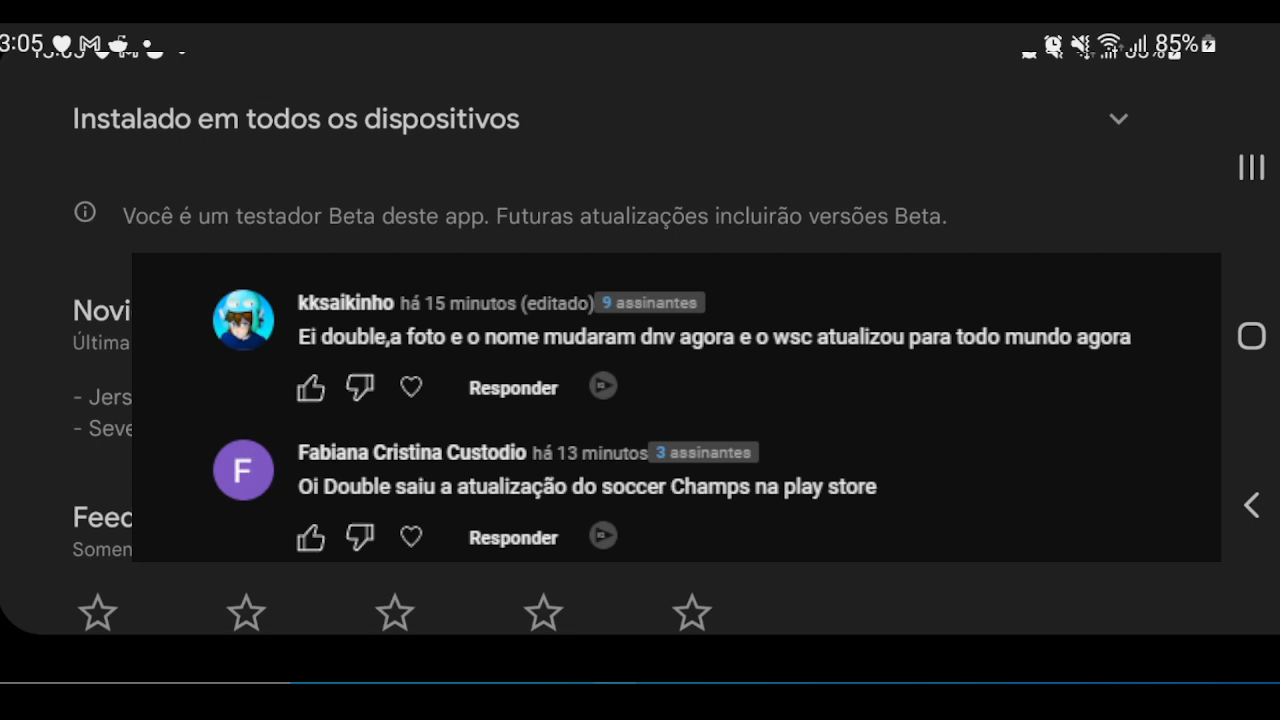 3:05 85%
Instalado em todos os dispositivos
Você é um testador Beta deste app. Futuras atualizações incluirão versões Beta.
Novi
Última
- Jers
- Seve
kksaikinho há 15 minutos (editado) 9 assinantes
Ei double,a foto e o nome mudaram dnv agora e o wsc atualizou para todo mundo agora
Responder
F
Fabiana Cristina Custodio há 13 minutos 3 assinantes
Oi Double saiu a atualização do soccer Champs na play store
Responder
Feed
Somen